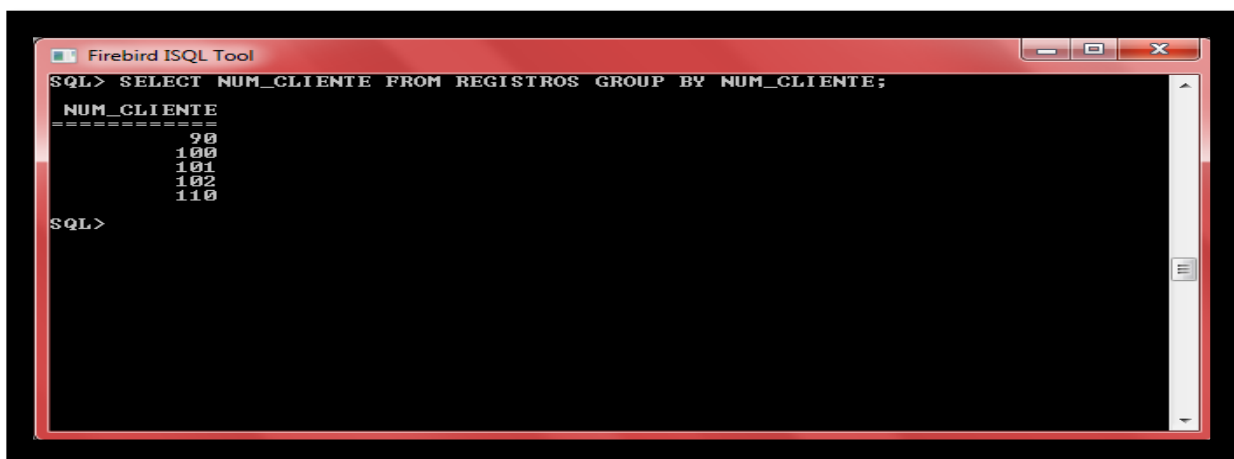 Firebird ISQL Tool
SQL> SELECT NUM_CLIENTE FROM REGISTROS GROUP BY NUM_CLIENTE;
NUM_CLIENTE
============
90
100
101
102
110
SQL>